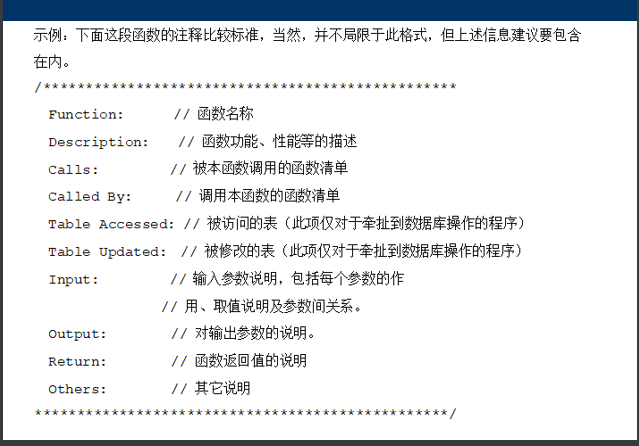 示例：下面这段函数的注释比较标准，当然，并不局限于此格式，但上述信息建议要包含
在内。
/*************************************************
Function: // 函数名称
Description: // 函数功能、性能等的描述
Calls: // 被本函数调用的函数清单
Called By: // 调用本函数的函数清单
Table Accessed: // 被访问的表（此项仅对于牵扯到数据库操作的程序）
Table Updated: // 被修改的表（此项仅对于牵扯到数据库操作的程序）
Input: // 输入参数说明，包括每个参数的作
// 用、取值说明及参数间关系。
Output: // 对输出参数的说明。
Return: // 函数返回值的说明
Others: // 其它说明
*************************************************/